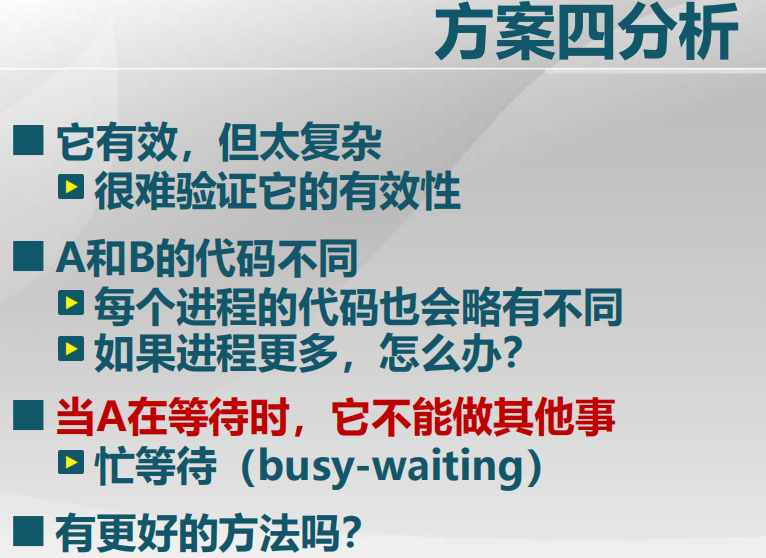 方案四分析
它有效，但太复杂
很难验证它的有效性
A和B的代码不同
每个进程的代码也会略有不同
如果进程更多，怎么办？
当A在等待时，它不能做其他事
忙等待（busy-waiting）
有更好的方法吗？